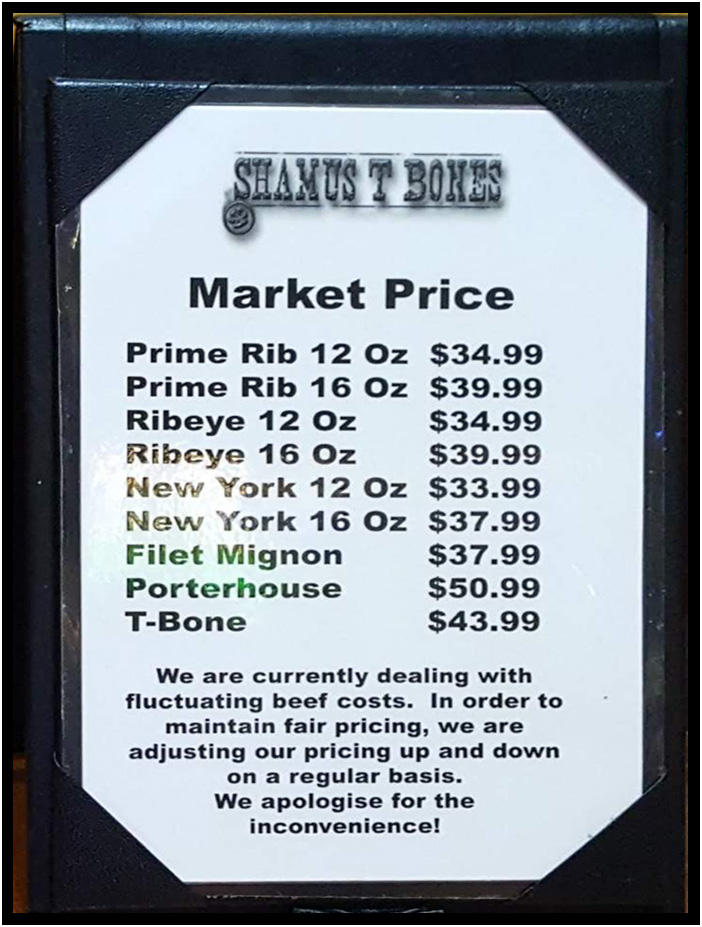 SHAMUS T BONES
Market Price
Prime Rib 12 Oz $34.99
Prime Rib 16 Oz $39.99
Ribeye 12 Oz $34.99
Ribeye 16 Oz $39.99
New York 12 Oz $33.99
New York 16 Oz $37.99
Filet Mignon $37.99
Porterhouse $50.99
T-Bone $43.99
We are currently dealing with
fluctuating beef costs. In order to
maintain fair pricing, we are
adjusting our pricing up and down
on a regular basis.
We apologise for the
inconvenience!